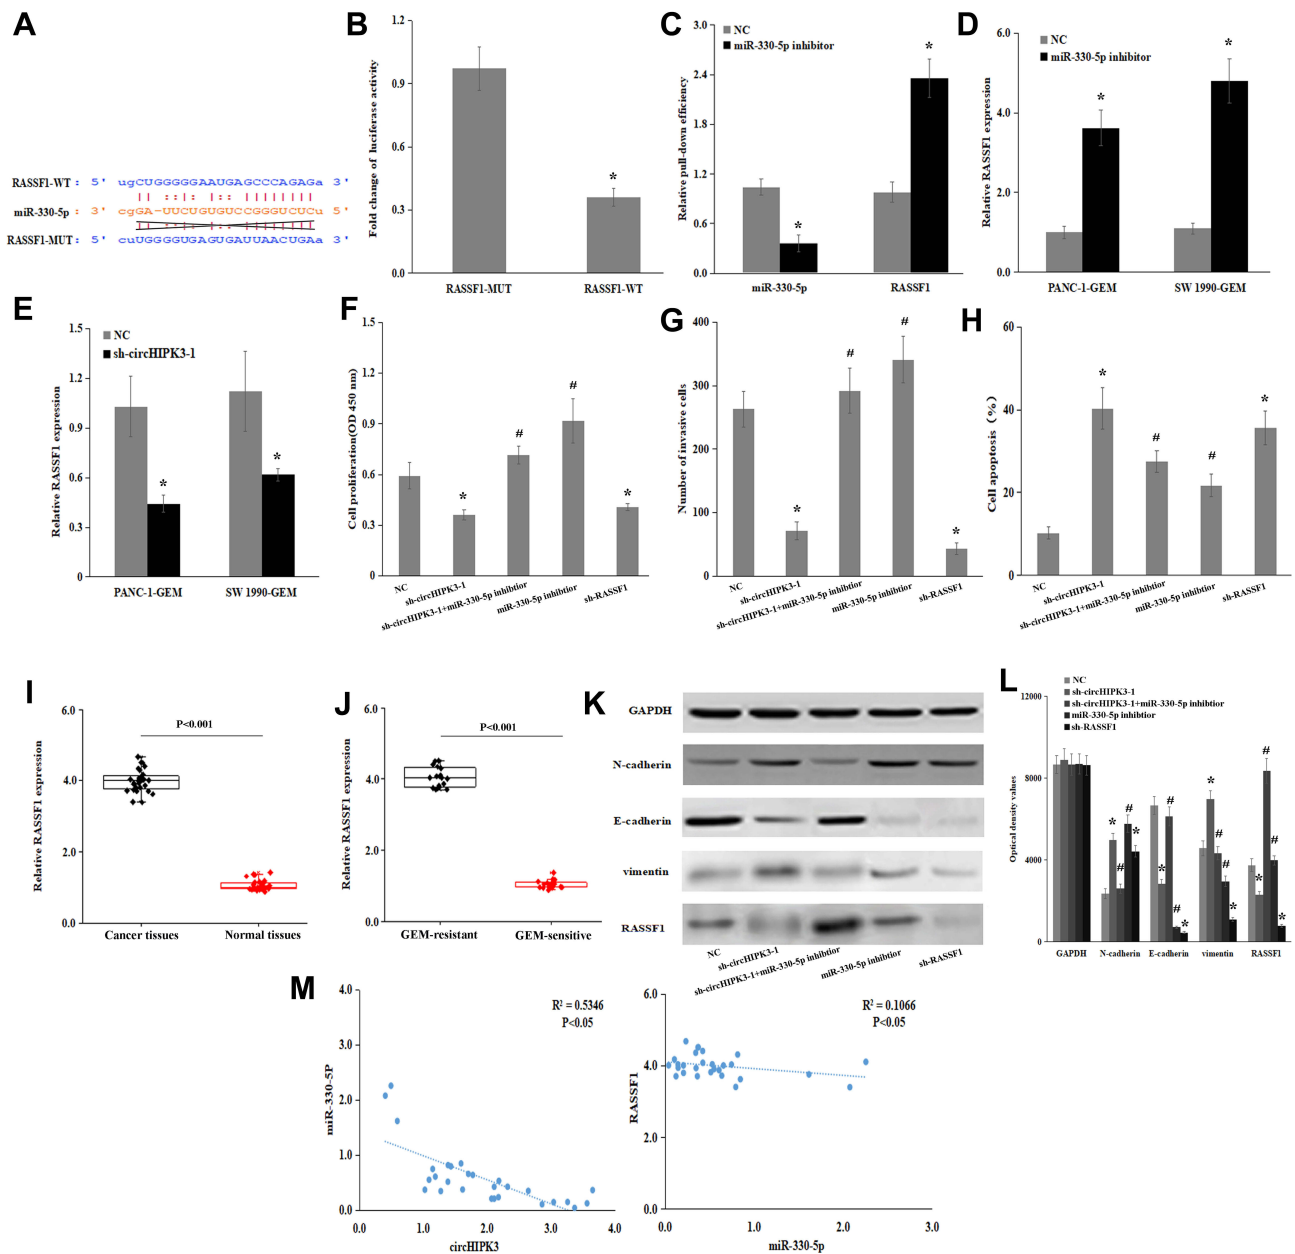 A
RASSF1-WT : 5' ugCUGGGGGAAUGAGCCCAGAGa 3'
miR-330-5p : 3' cgGA-UUCUGUGUCCGGGUCUCu 5'
RASSF1-MUT : 5' cuUGGGGUGAGUGAUUAACUGAa 3'
B
Fold change of luciferase activity
1.2
0.9
0.6
0.3
0.0
*
RASSF1-MUT RASSF1-WT
C
Relative pull-down efficiency
3.0
2.4
1.8
1.2
0.6
0.0
NC
miR-330-5p inhibitor
* *
miR-330-5p RASSF1
D
Relative RASSF1 expression
6.0
4.0
2.0
0.0
NC
miR-330-5p inhibitor
* *
PANC-1-GEM SW 1990-GEM
E
Relative RASSF1 expression
1.5
1.2
0.9
0.6
0.3
0
NC
sh-circHIPK3-1
* *
PANC-1-GEM SW 1990-GEM
F
Cell proliferation(OD 450 nm)
1.5
1.2
0.9
0.6
0.3
0
* # # *
NC
sh-circHIPK3-1
sh-circHIPK3-1+miR-330-5p inhibtior
miR-330-5p inhibtior
sh-RASSF1
G
Number of invasive cells
400
300
200
100
0
* # # *
NC
sh-circHIPK3-1
sh-circHIPK3-1+miR-330-5p inhibtior
miR-330-5p inhibtior
sh-RASSF1
H
Cell apoptosis (%)
60
40
20
0
* # # *
NC
sh-circHIPK3-1
sh-circHIPK3-1+miR-330-5p inhibtior
miR-330-5p inhibtior
sh-RASSF1
I
Relative RASSF1 expression
6.0
4.0
2.0
0.0
P<0.001
Cancer tissues Normal tissues
J
Relative RASSF1 expression
6.0
4.0
2.0
0.0
P<0.001
GEM-resistant GEM-sensitive
K
GAPDH
N-cadherin
E-cadherin
vimentin
RASSF1
NC
sh-circHIPK3-1
sh-circHIPK3-1+miR-330-5p inhibtior
miR-330-5p inhibtior
sh-RASSF1
L
NC
sh-circHIPK3-1
sh-circHIPK3-1+miR-330-5p inhibtior
miR-330-5p inhibtior
sh-RASSF1
Optical density values
12000
8000
4000
0
* # # * * # # * * # # * * # # *
GAPDH N-cadherin E-cadherin vimentin RASSF1
M
miR-330-5P
4.0
3.0
2.0
1.0
0.0
R² = 0.5346
P<0.05
0.0 1.0 2.0 3.0 4.0
circHIPK3
RASSF1
6.0
4.0
2.0
0.0
R² = 0.1066
P<0.05
0.0 1.0 2.0 3.0
miR-330-5p